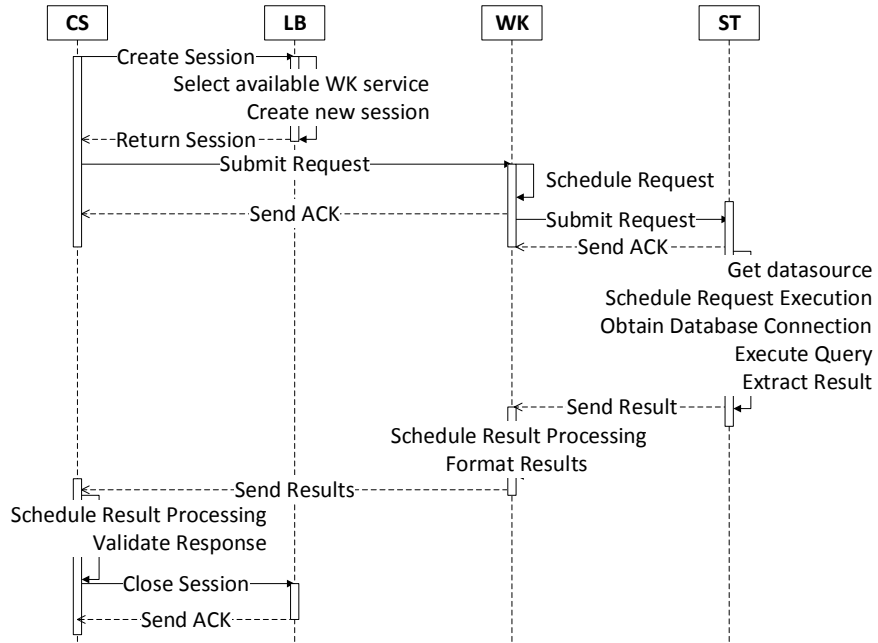 CS
LB
WK
ST
Create Session
Select available WK service
Create new session
Return Session
Submit Request
Schedule Request
Send ACK
Submit Request
Send ACK
Get datasource
Schedule Request Execution
Obtain Database Connection
Execute Query
Extract Result
Send Result
Schedule Result Processing
Format Results
Send Results
Schedule Result Processing
Validate Response
Close Session
Send ACK